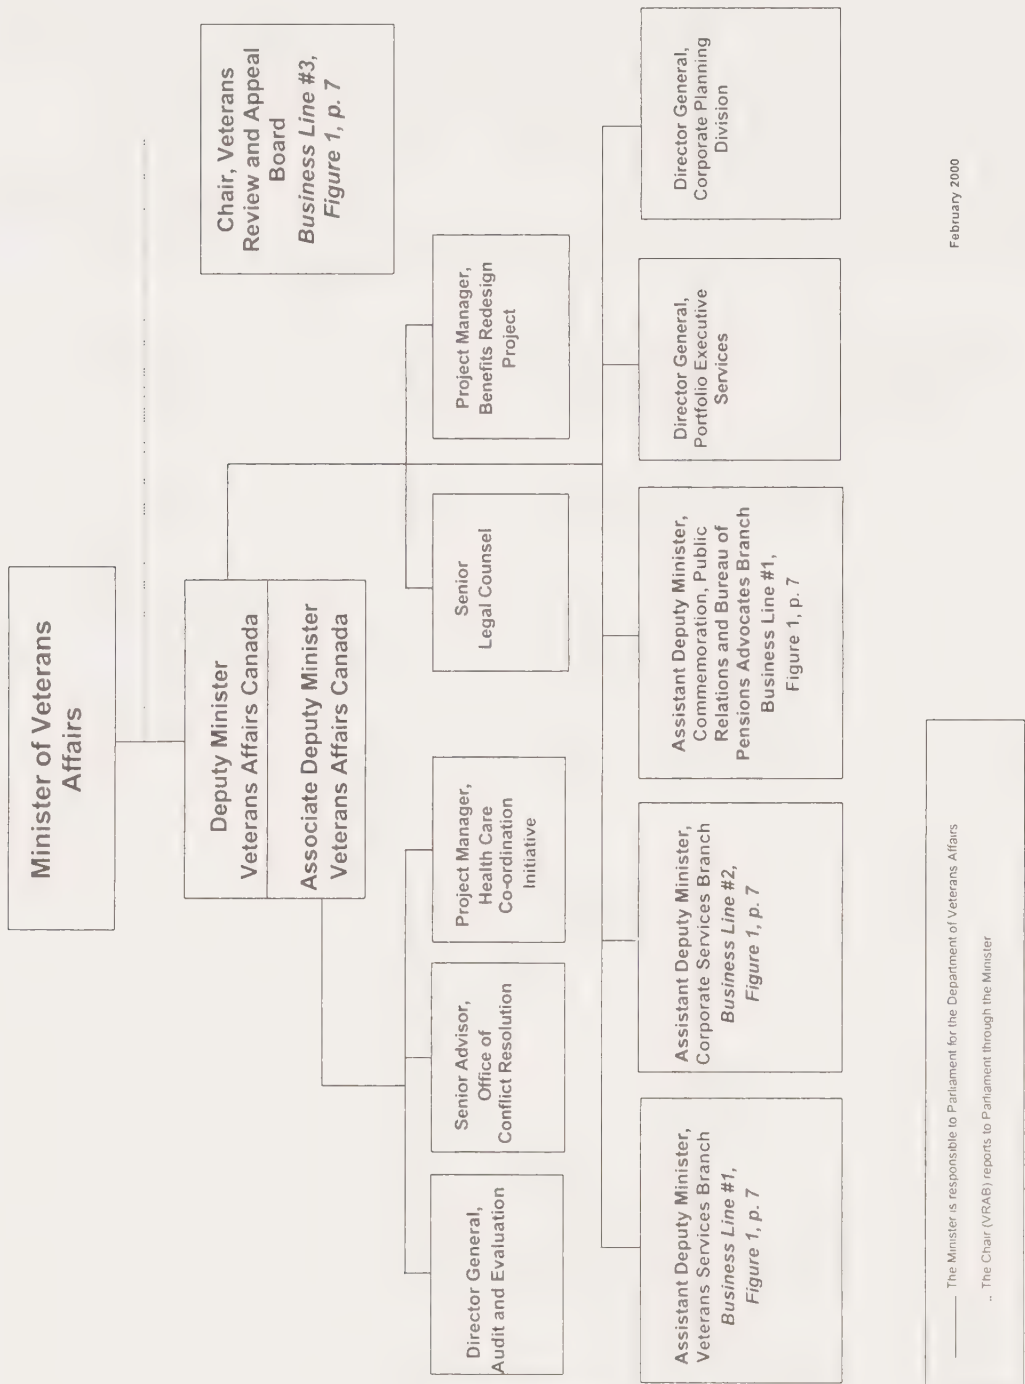 Minister of Veterans
Affairs
Deputy Minister
Veterans Affairs Canada
Associate Deputy Minister
Veterans Affairs Canada
Chair, Veterans
Review and Appeal
Board
Business Line #3,
Figure 1, p. 7
Director General,
Audit and Evaluation
Senior Advisor,
Office of
Conflict Resolution
Project Manager,
Health Care
Co-ordination
Initiative
Senior
Legal Counsel
Project Manager,
Benefits Redesign
Project
Assistant Deputy Minister,
Veterans Services Branch
Business Line #1,
Figure 1, p. 7
Assistant Deputy Minister,
Corporate Services Branch
Business Line #2,
Figure 1, p. 7
Assistant Deputy Minister,
Commemoration, Public
Relations and Bureau of
Pensions Advocates Branch
Business Line #1,
Figure 1, p. 7
Director General,
Portfolio Executive
Services
Director General,
Corporate Planning
Division
The Minister is responsible to Parliament for the Department of Veterans Affairs
.. The Chair (VRAB) reports to Parliament through the Minister
February 2000